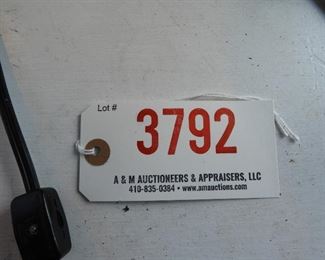 Lot #
3792
A & M AUCTIONEERS & APPRAISERS, LLC
410-835-0384 • www.amauctions.com